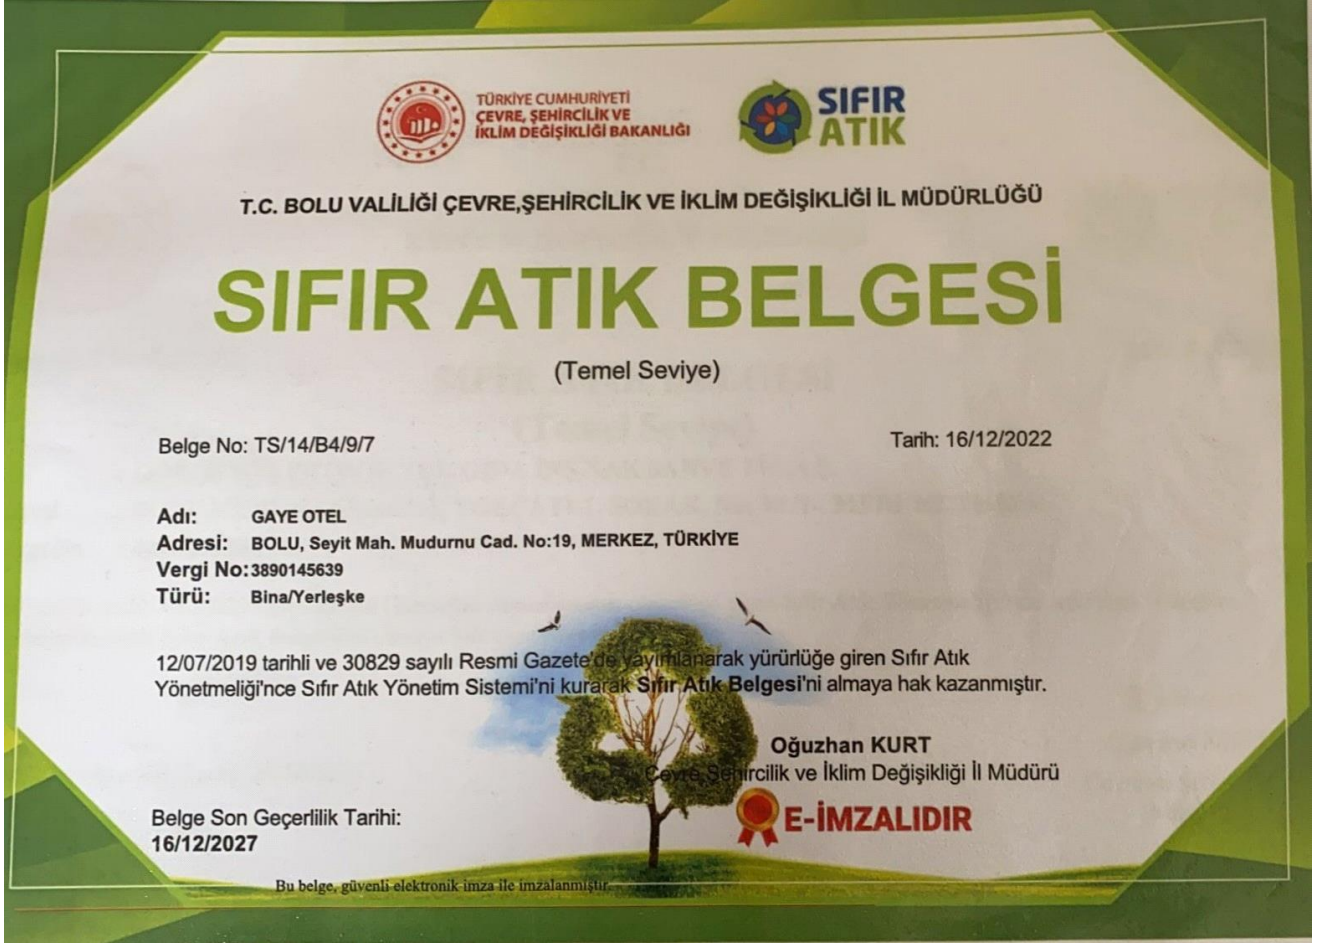 TÜRKİYE CUMHURİYETİ
ÇEVRE, ŞEHİRCİLİK VE
İKLİM DEĞİŞİKLİĞİ BAKANLIĞI
SIFIR
ATIK
T.C. BOLU VALİLİĞİ ÇEVRE,ŞEHİRCİLİK VE İKLİM DEĞİŞİKLİĞİ İL MÜDÜRLÜĞÜ
SIFIR ATIK BELGESİ
(Temel Seviye)
Belge No: TS/14/B4/9/7
Tarih: 16/12/2022
Adı: GAYE OTEL
Adresi: BOLU, Seyit Mah. Mudurnu Cad. No:19, MERKEZ, TÜRKİYE
Vergi No: 3890145639
Türü: Bina/Yerleşke
12/07/2019 tarihli ve 30829 sayılı Resmi Gazete'de yayımlanarak yürürlüğe giren Sıfır Atık
Yönetmeliği'nce Sıfır Atık Yönetim Sistemi'ni kurarak Sıfır Atık Belgesi'ni almaya hak kazanmıştır.
Oğuzhan KURT
Çevre,Şehircilik ve İklim Değişikliği İl Müdürü
E-İMZALIDIR
Belge Son Geçerlilik Tarihi:
16/12/2027
Bu belge, güvenli elektronik imza ile imzalanmıştır.